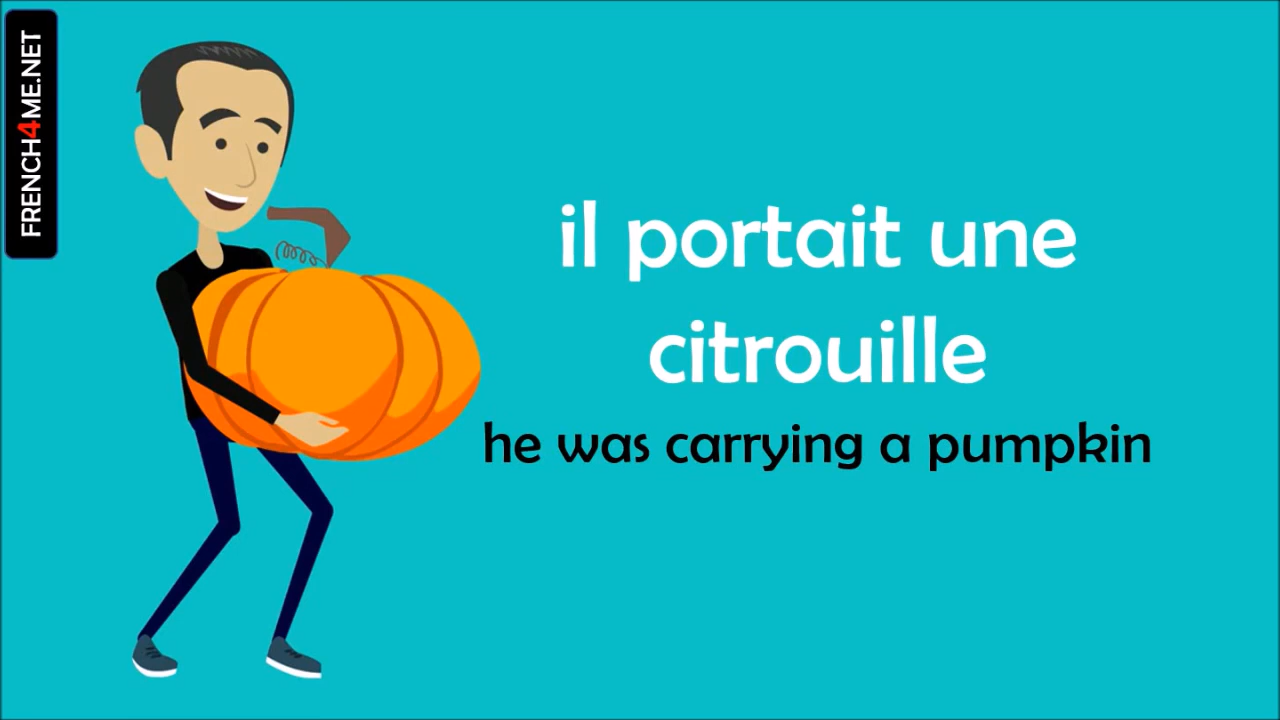 FRENCH4ME.NET
il portait une
citrouille
he was carrying a pumpkin